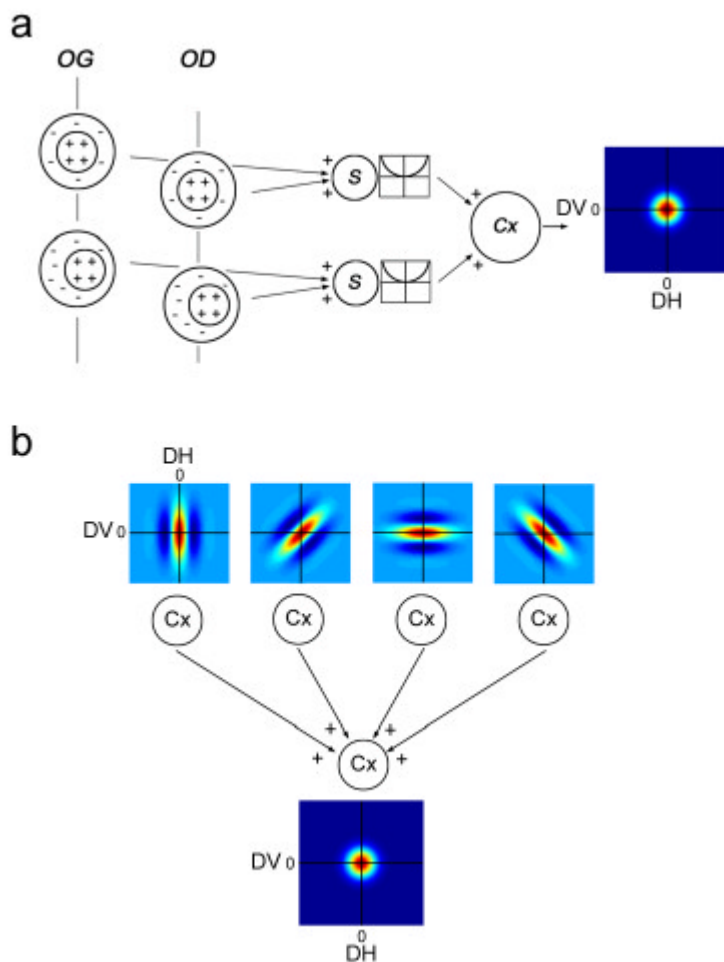 a
OG OD
- - - - - -
+ + + +
- - - - - -
+ + + +
+ S +
+ Cx +
DV 0
0
DH
- - - - - - - -
+ + + +
- - - - - - - -
+ + + +
+ S +
b
DH
0
DV 0
Cx Cx Cx Cx
+ + + +
Cx
DV 0
0
DH